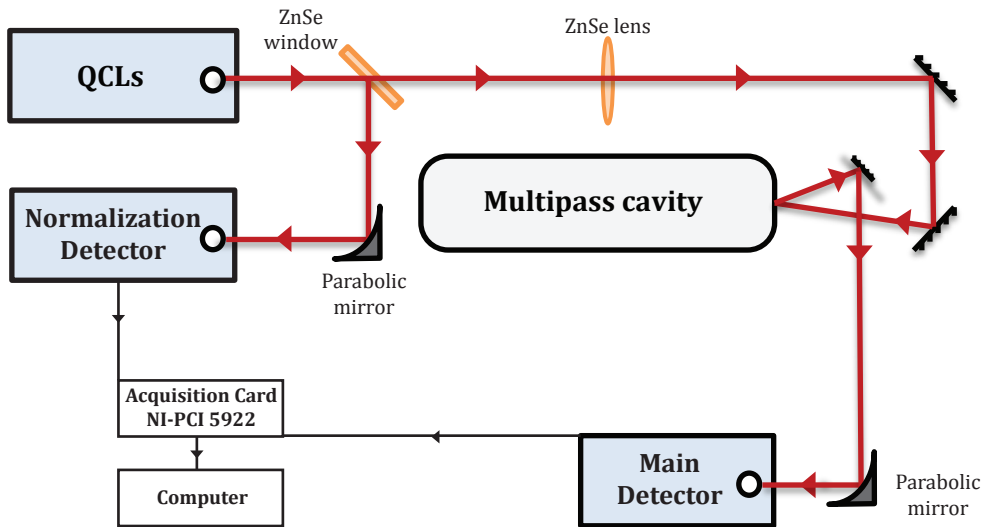 ZnSe
window
ZnSe lens
QCLs
Multipass cavity
Normalization
Detector
Parabolic
mirror
Acquisition Card
NI-PCI 5922
Computer
Main
Detector
Parabolic
mirror